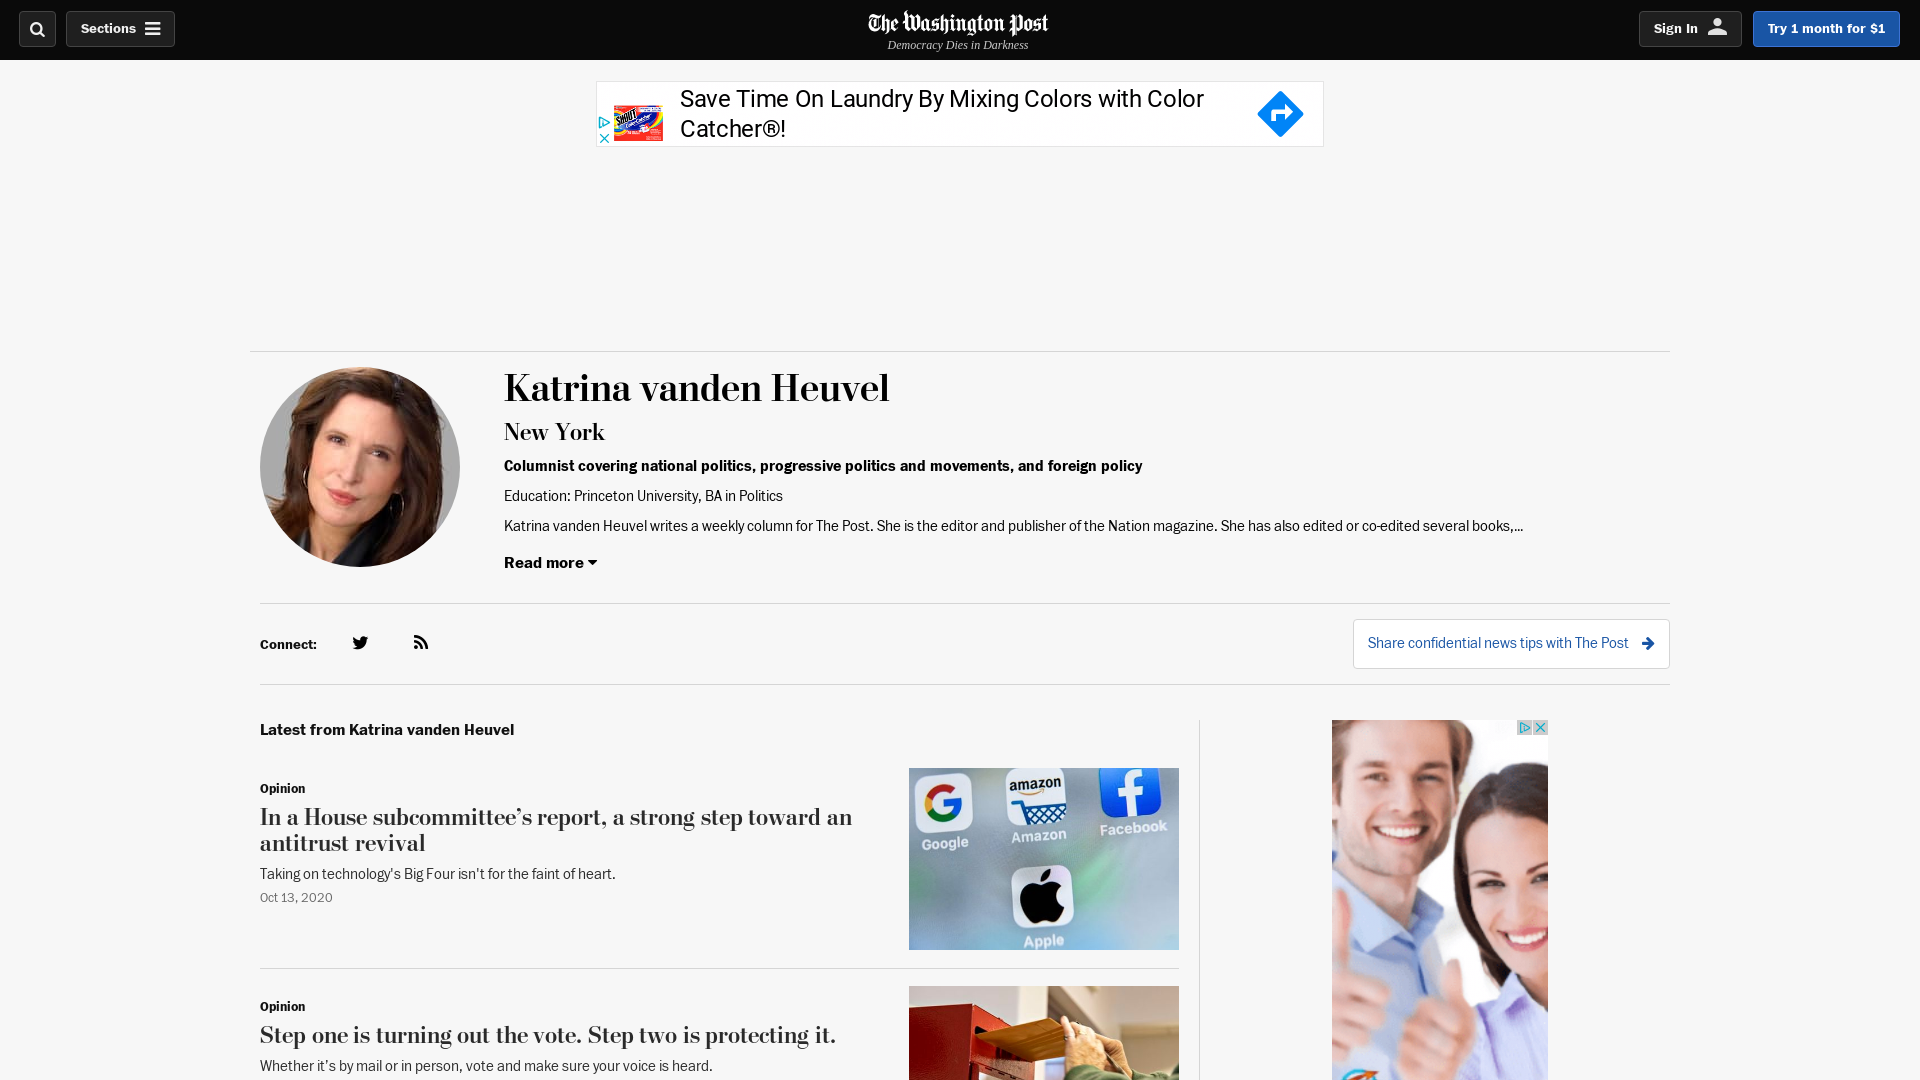 Sections
The Washington Post
Democracy Dies in Darkness
Sign In
Try 1 month for $1
SHOUT
Save Time On Laundry By Mixing Colors with Color
Catcher®!
Katrina vanden Heuvel
New York
Columnist covering national politics, progressive politics and movements, and foreign policy
Education: Princeton University, BA in Politics
Katrina vanden Heuvel writes a weekly column for The Post. She is the editor and publisher of the Nation magazine. She has also edited or co-edited several books,...
Read more
Connect:
Share confidential news tips with The Post
Latest from Katrina vanden Heuvel
Opinion
In a House subcommittee’s report, a strong step toward an
antitrust revival
Taking on technology's Big Four isn't for the faint of heart.
Oct 13, 2020
amazon
Google
Amazon
Facebook
Apple
Opinion
Step one is turning out the vote. Step two is protecting it.
Whether it’s by mail or in person, vote and make sure your voice is heard.